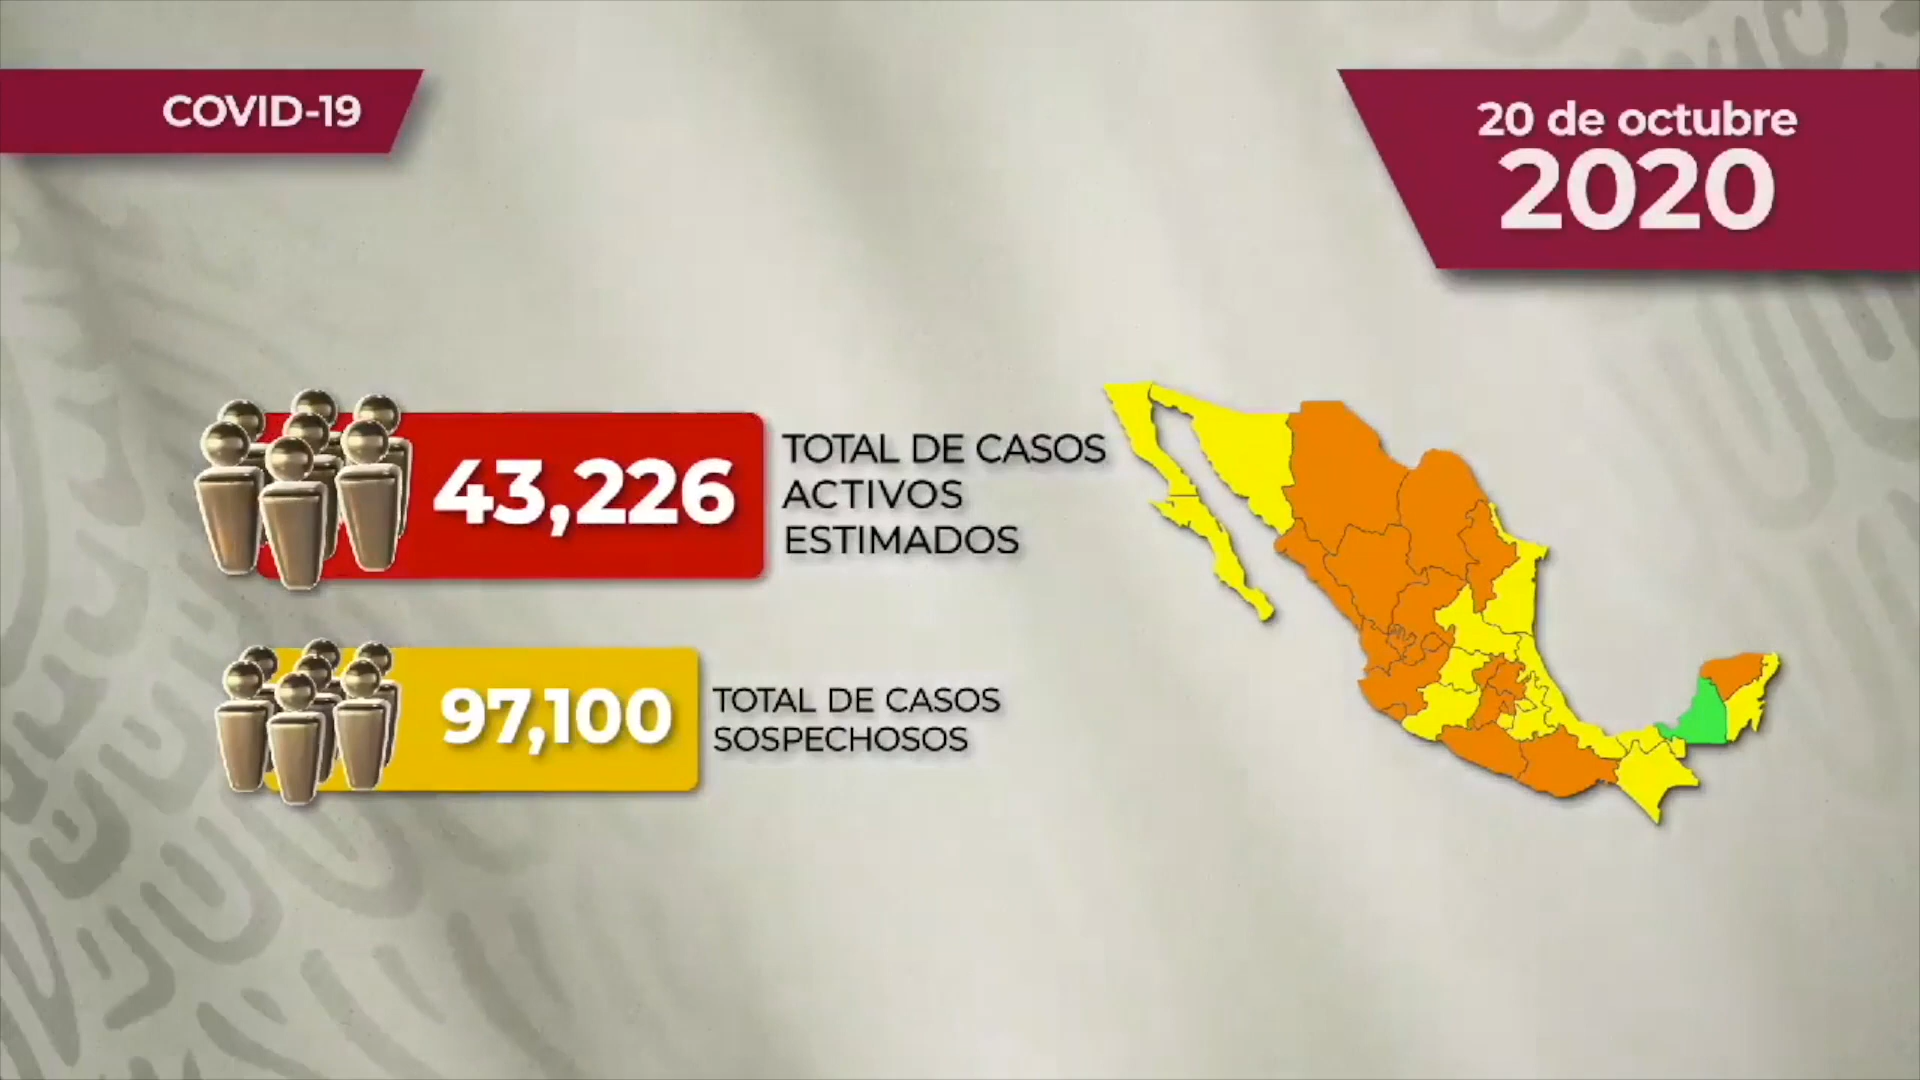 COVID-19
20 de octubre
2020
43,226
TOTAL DE CASOS
ACTIVOS
ESTIMADOS
97,100
TOTAL DE CASOS
SOSPECHOSOS